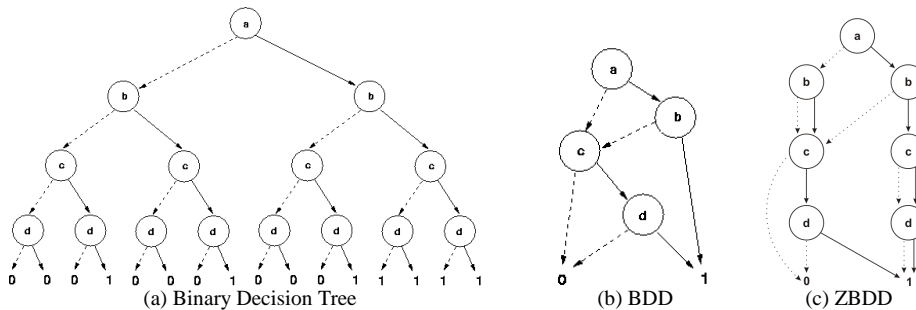 a
b b
c c c c
d d d d d d d d
0 0 0 1 0 0 0 1 0 0 0 1 1 1 1 1
(a) Binary Decision Tree
a
b
c
d
0 1
(b) BDD
a
b b
c c
d d
0 1
(c) ZBDD